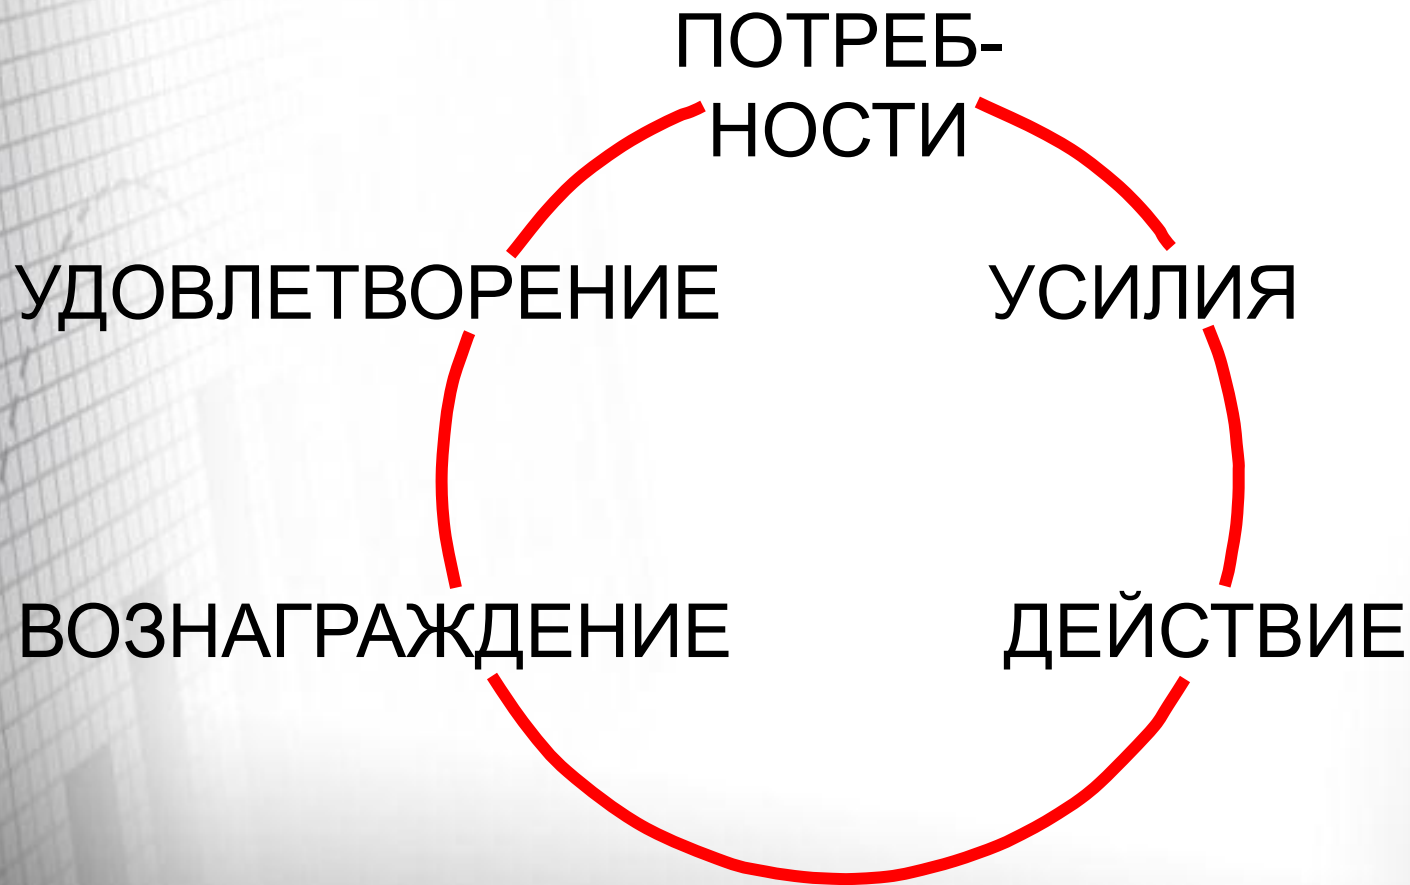 ПОТРЕБ-
НОСТИ
УДОВЛЕТВОРЕНИЕ
УСИЛИЯ
ВОЗНАГРАЖДЕНИЕ
ДЕЙСТВИЕ